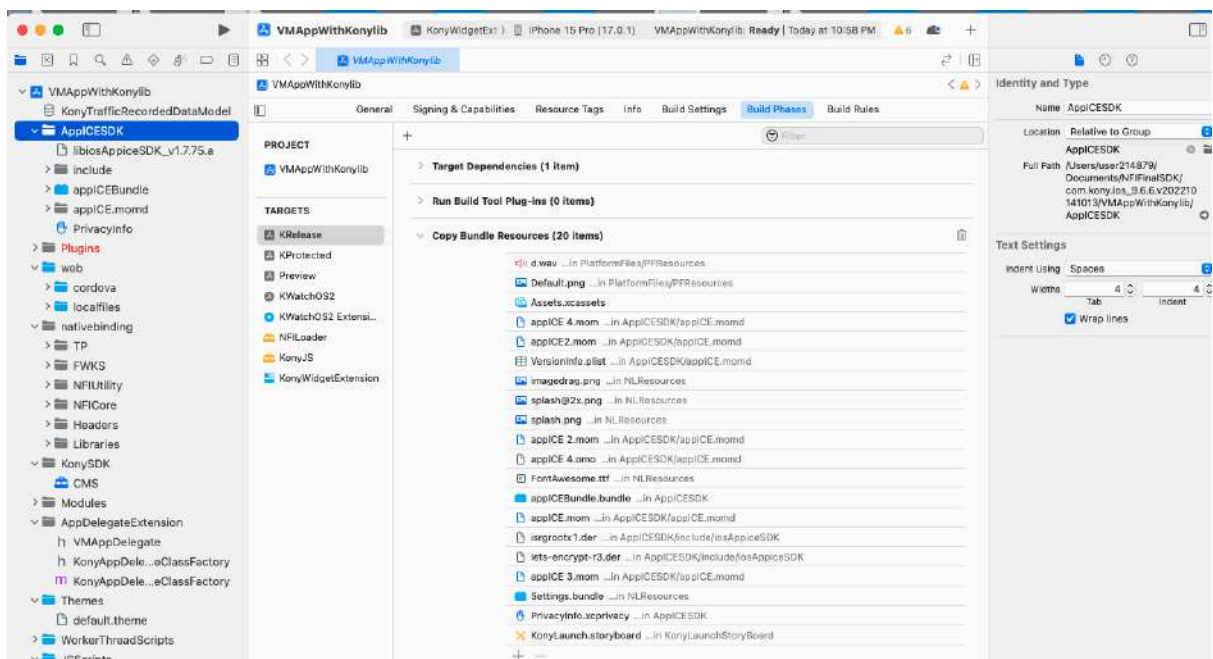 VMAppWithKonylib
KonyWidgetExt
iPhone 15 Pro (17.0.1)
VMAppWithKonylib: Ready | Today at 10:58 PM
6
VMAppWithKonylib
VMAppWithKonylib
General
Signing & Capabilities
Resource Tags
Info
Build Settings
Build Phases
Build Rules
VMAppWithKonylib
KonyTrafficRecordedDataModel
AppICESDK
libiosAppiceSDK_v1.7.75.a
include
appICEBundle
appICE.momd
PrivacyInfo
Plugins
web
cordova
localfiles
nativebinding
TP
FWKS
NFIUtility
NFICore
Headers
Libraries
KonySDK
CMS
Modules
AppDelegateExtension
VMAppDelegate
KonyAppDele...eClassFactory
KonyAppDele...eClassFactory
Themes
default.theme
WorkerThreadScripts
PROJECT
VMAppWithKonylib
TARGETS
KRelease
KProtected
Preview
KWatchOS2
KWatchOS2 Extensi...
NFILoader
KonyJS
KonyWidgetExtension
Filter
Target Dependencies (1 item)
Run Build Tool Plug-ins (0 items)
Copy Bundle Resources (20 items)
d.wav ...in PlatformFiles/PFResources
Default.png ...in PlatformFiles/PFResources
Assets.xcassets
appICE 4.mom ...in AppICESDK/appICE.momd
appICE2.mom ...in AppICESDK/appICE.momd
VersionInfo.plist ...in AppICESDK/appICE.momd
imagedrag.png ...in NLResources
splash@2x.png ...in NLResources
splash.png ...in NLResources
appICE 2.mom ...in AppICESDK/appICE.momd
appICE 4.omo ...in AppICESDK/appICE.momd
FontAwesome.ttf ...in NLResources
appICEBundle.bundle ...in AppICESDK
appICE.mom ...in AppICESDK/appICE.momd
isrgrootx1.der ...in AppICESDK/include/iosAppiceSDK
lets-encrypt-r3.der ...in AppICESDK/include/iosAppiceSDK
appICE 3.mom ...in AppICESDK/appICE.momd
Settings.bundle ...in NLResources
PrivacyInfo.xcprivacy ...in AppICESDK
KonyLaunch.storyboard ...in KonyLaunchStoryBoard
Identity and Type
Name AppICESDK
Location Relative to Group
AppICESDK
Full Path /Users/user214879/
Documents/NFIFinalSDK/
com.kony.ios_9.6.6.v202210
141013/VMAppWithKonylib/
AppICESDK
Text Settings
Indent Using Spaces
Widths 4 4
Tab Indent
Wrap lines